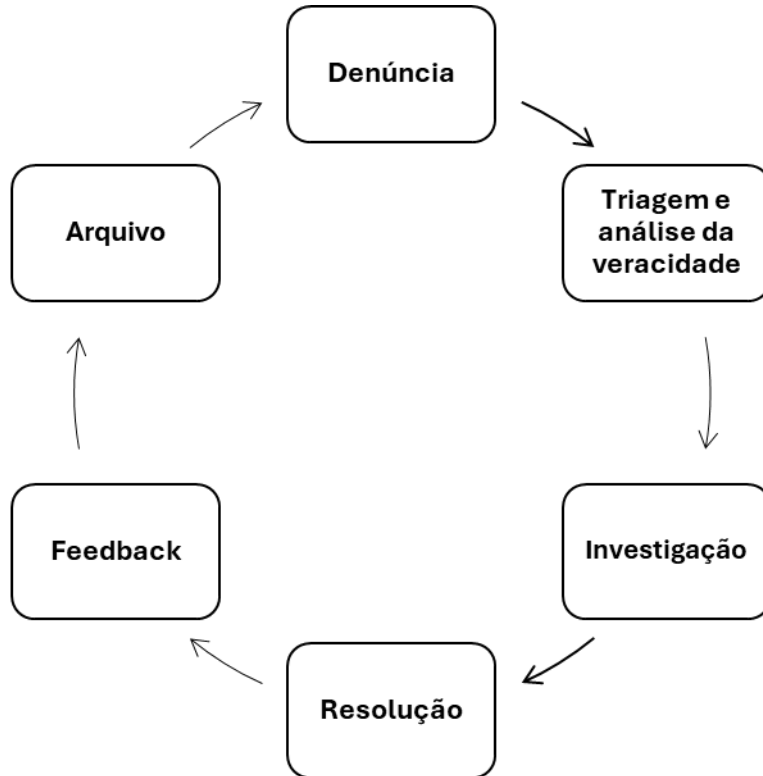 Denúncia
Triagem e
análise da
veracidade
Investigação
Resolução
Feedback
Arquivo